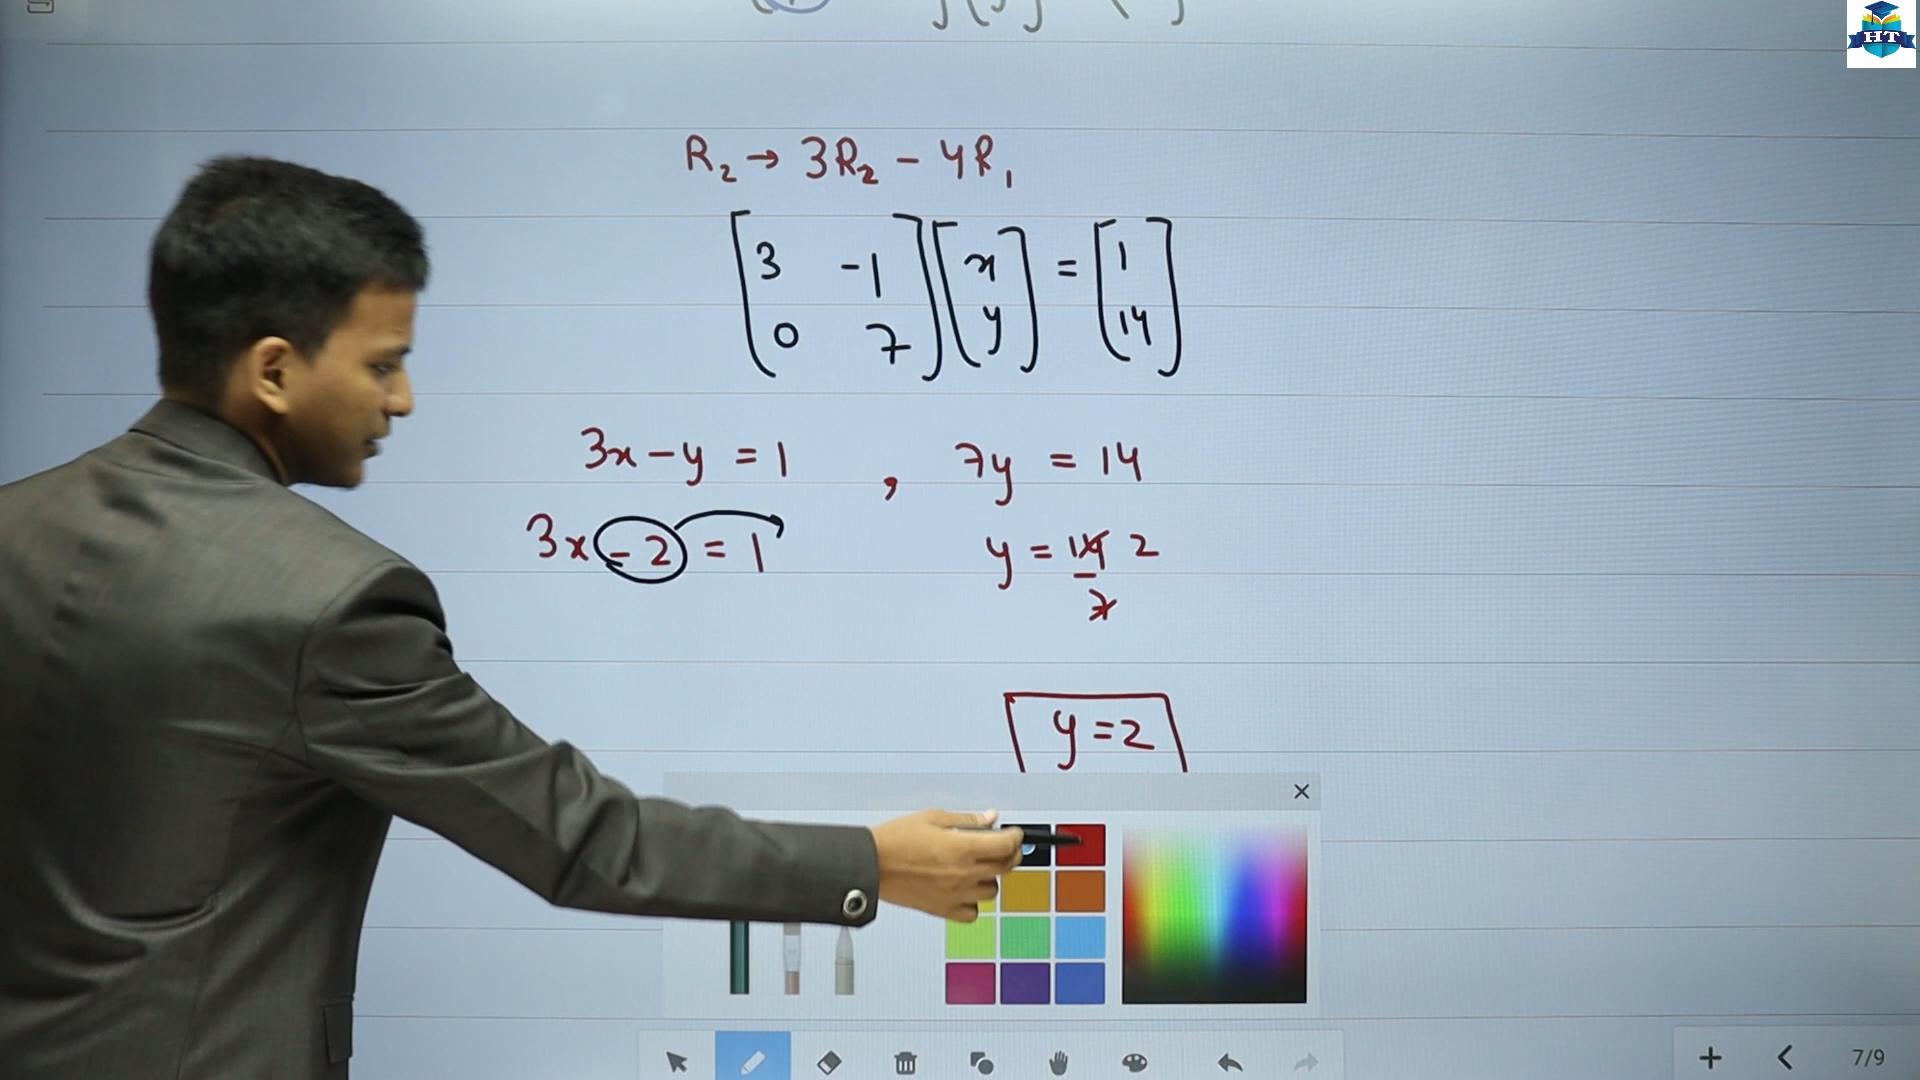 HT
R₂ → 3R₂ - 4R₁
[3 -1] [x] = [1]
[0 7] [y] [14]
3x - y = 1 , 7y = 14
3x - 2 = 1 y = 14/7 2
y = 2
7/9